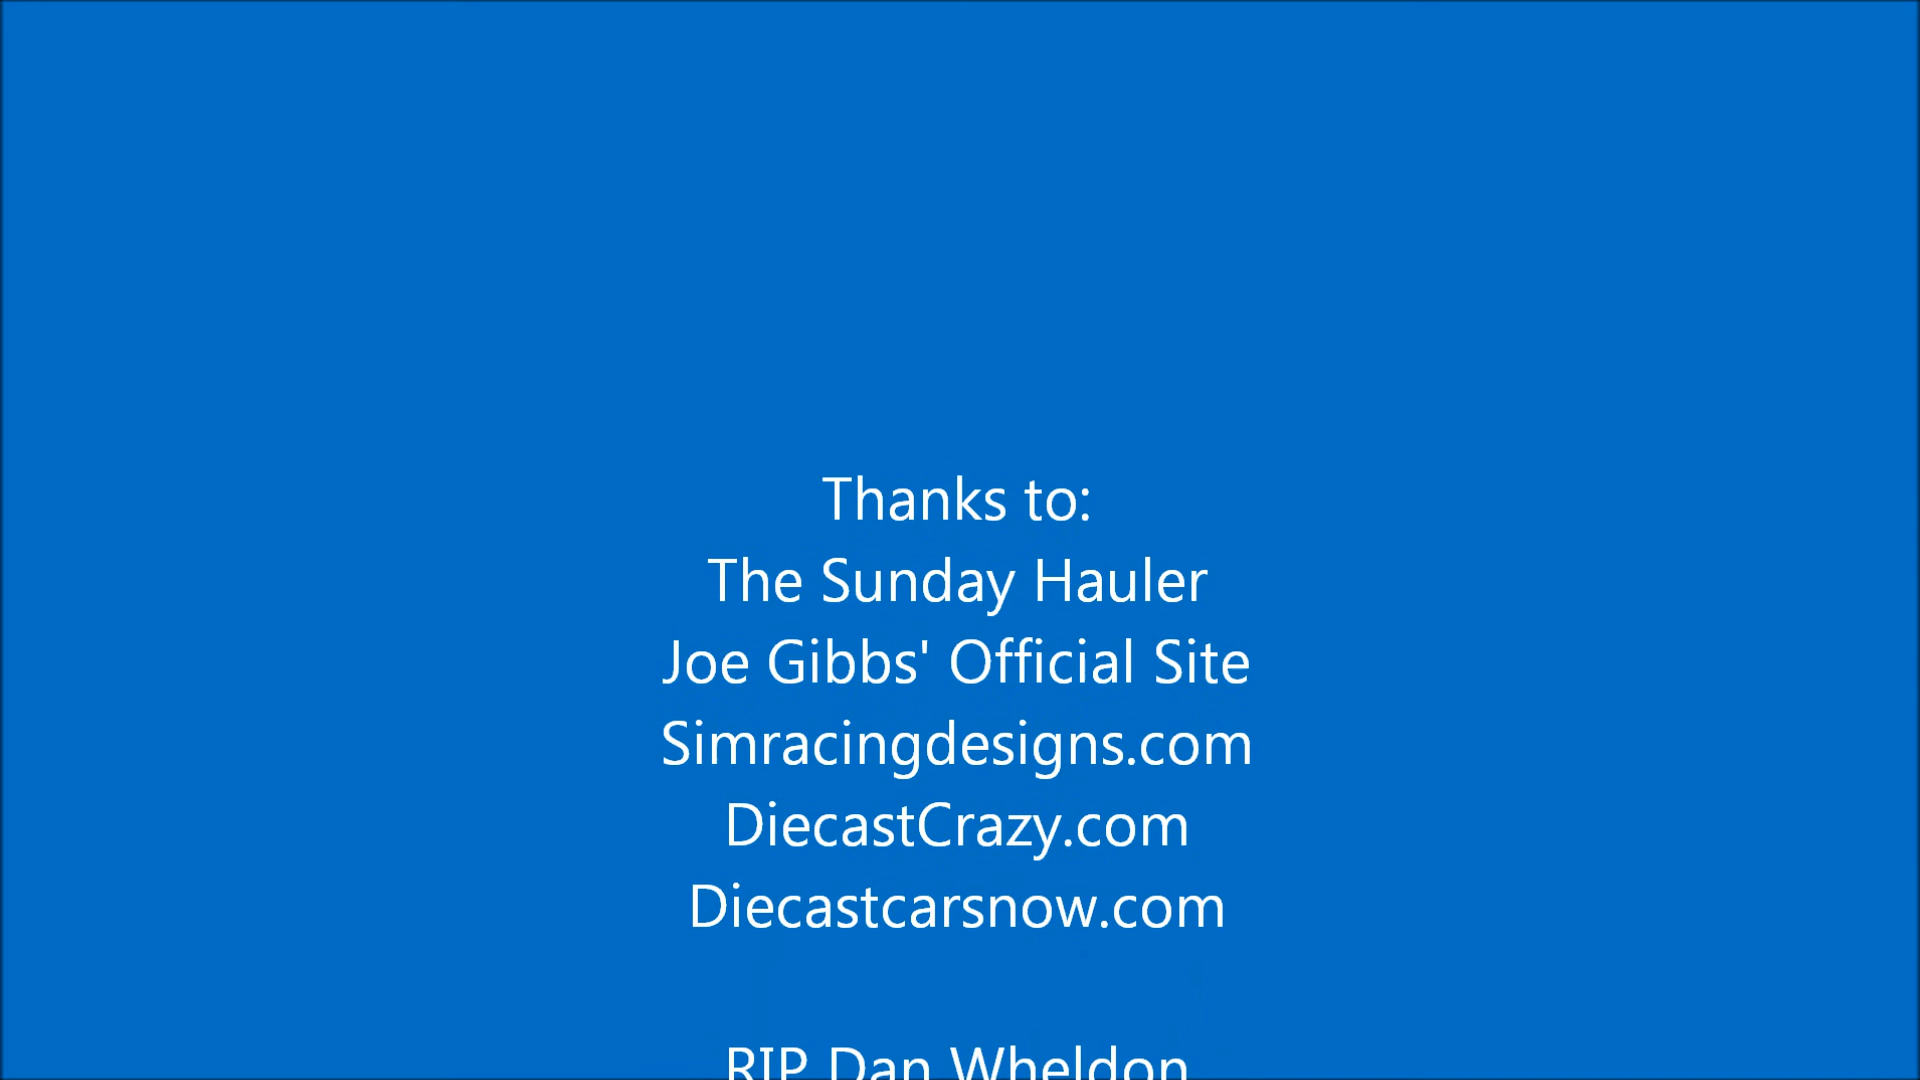 Thanks to:
The Sunday Hauler
Joe Gibbs' Official Site
Simracingdesigns.com
DiecastCrazy.com
Diecastcarsnow.com
RIP Dan Wheldon